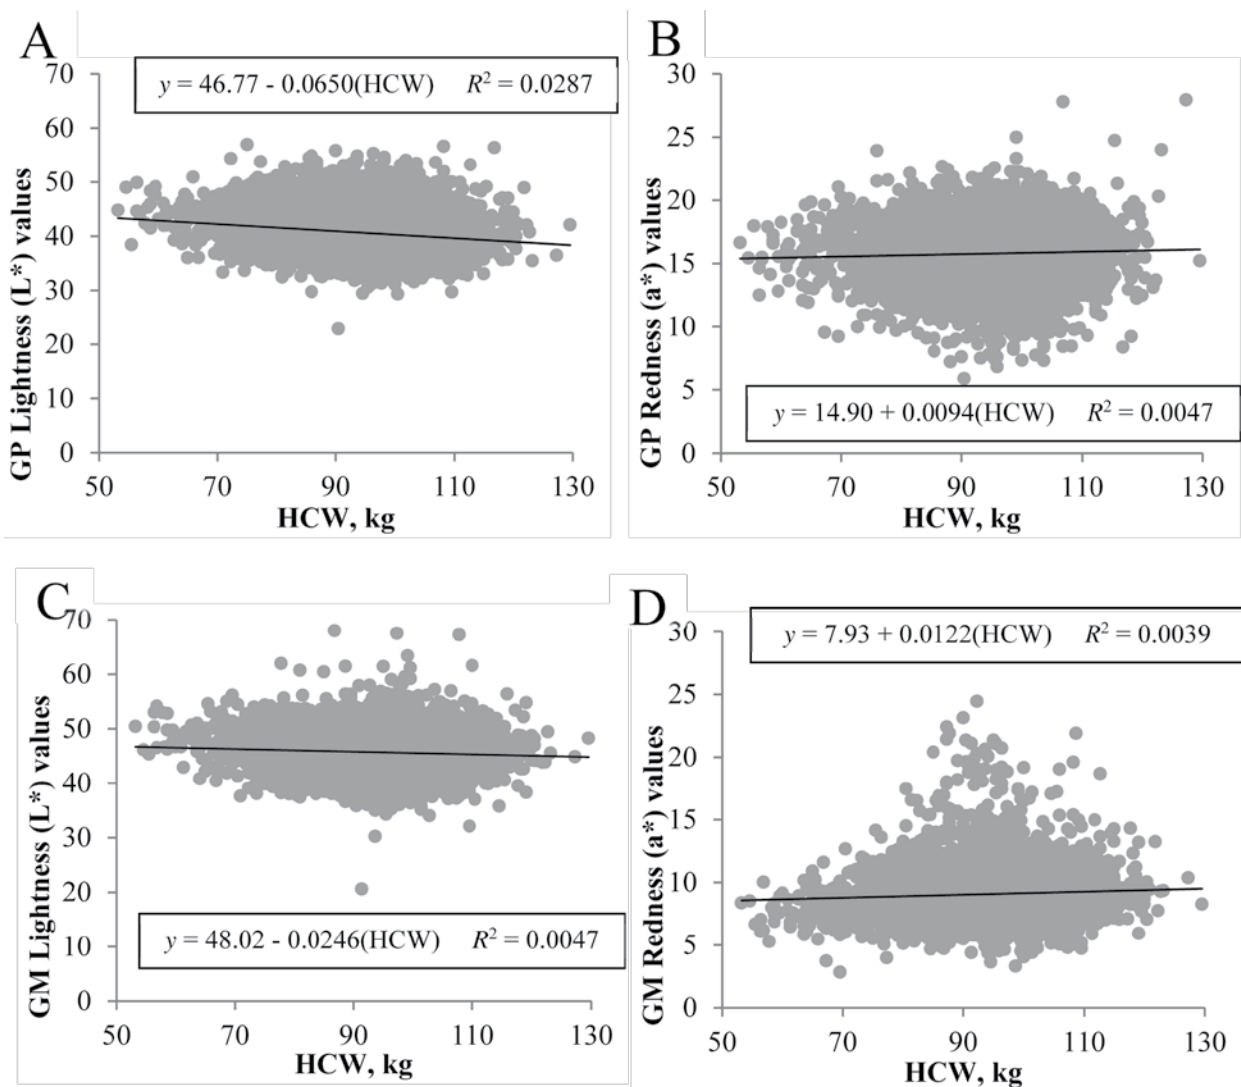 A
y = 46.77 - 0.0650(HCW) R² = 0.0287
GP Lightness (L*) values
70
60
50
40
30
20
10
0
50 70 90 110 130
HCW, kg
B
GP Redness (a*) values
30
25
20
15
10
5
0
y = 14.90 + 0.0094(HCW) R² = 0.0047
50 70 90 110 130
HCW, kg
C
GM Lightness (L*) values
70
60
50
40
30
20
10
0
y = 48.02 - 0.0246(HCW) R² = 0.0047
50 70 90 110 130
HCW, kg
D
y = 7.93 + 0.0122(HCW) R² = 0.0039
GM Redness (a*) values
30
25
20
15
10
5
0
50 70 90 110 130
HCW, kg